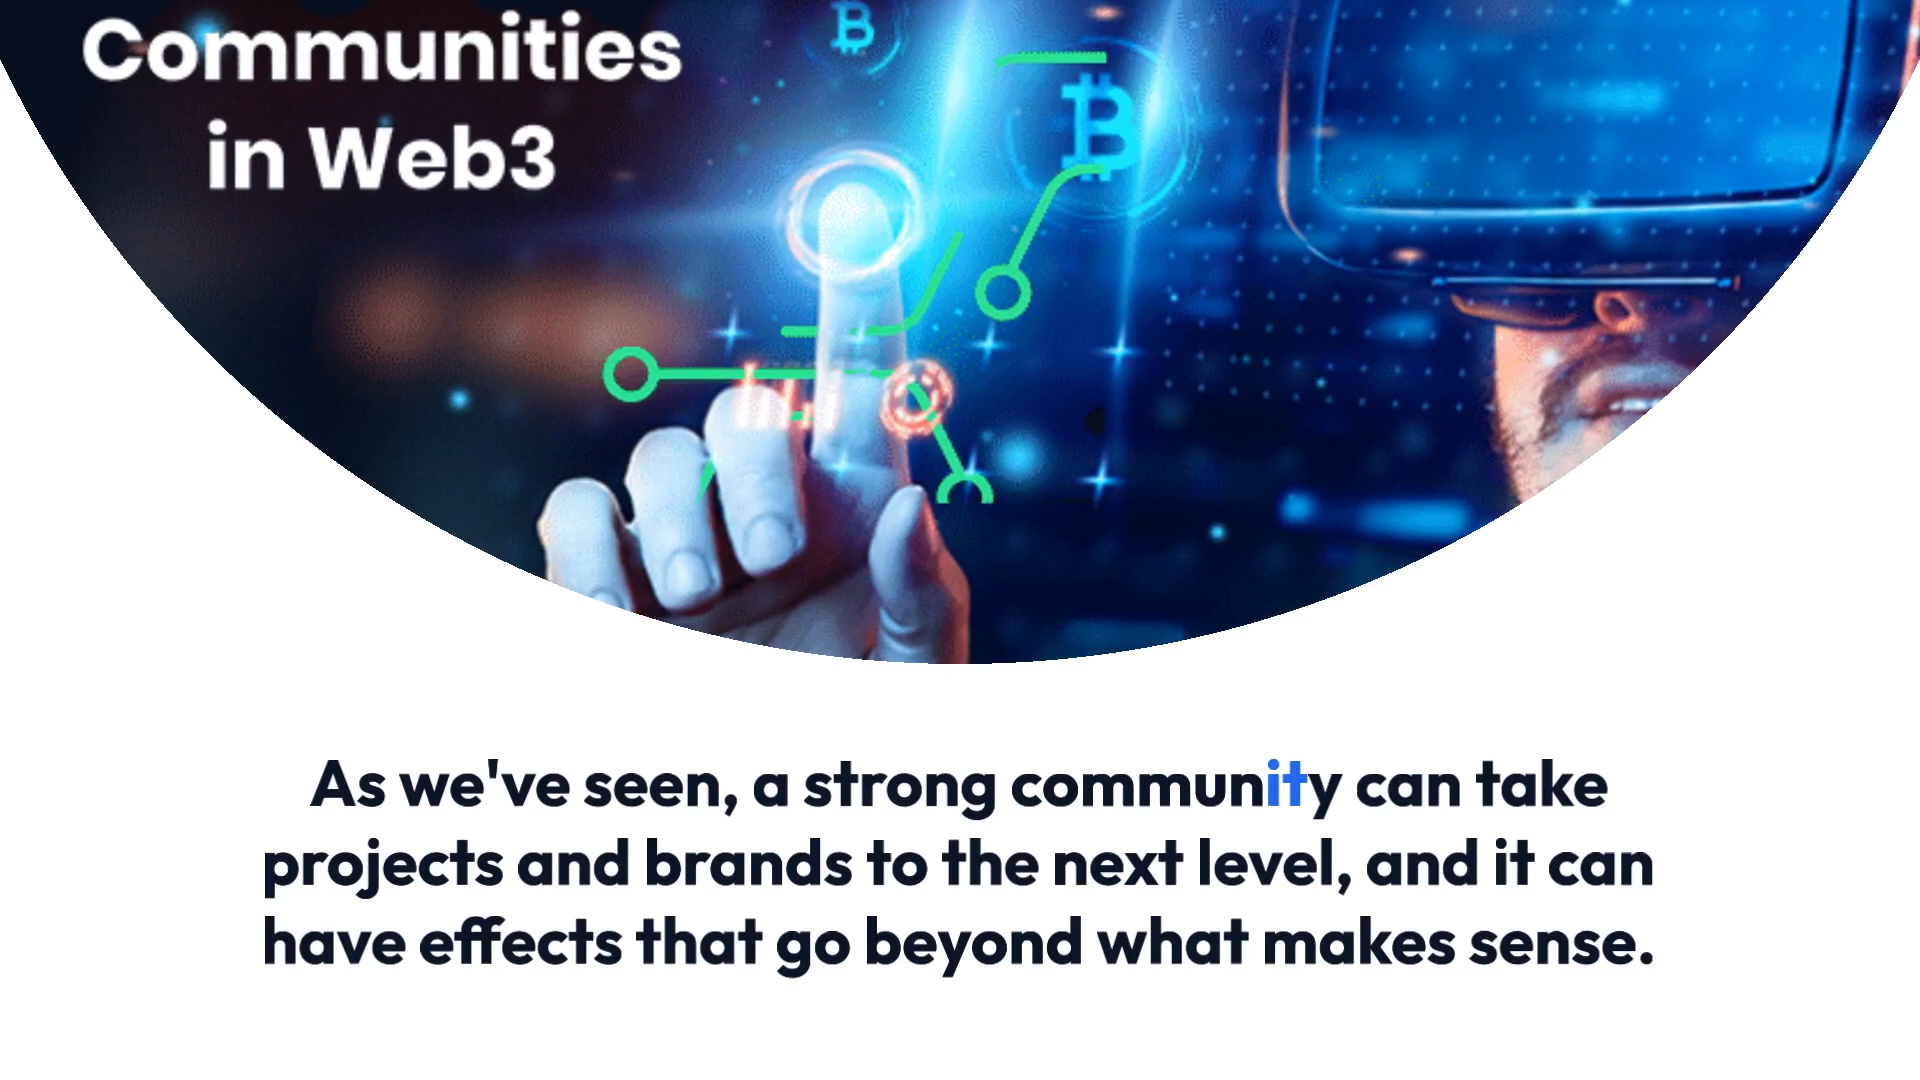 Communities
in Web3
As we've seen, a strong community can take
projects and brands to the next level, and it can
have effects that go beyond what makes sense.